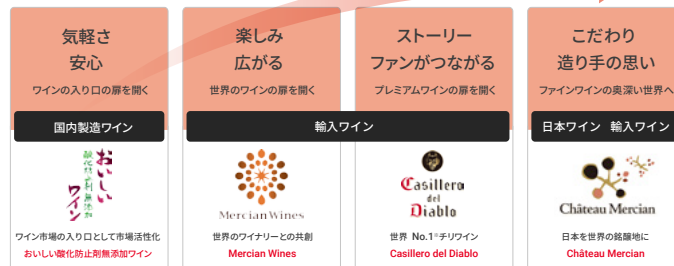 気軽さ
安心
ワインの入り口の扉を開く
楽しみ
広がる
世界のワインの扉を開く
ストーリー
ファンがつながる
プレミアムワインの扉を開く
こだわり
造り手の思い
ファインワインの奥深い世界へ
国内製造ワイン
輸入ワイン
日本ワイン 輸入ワイン
おいしい
酸化防止剤無添加
ワイン
ワイン市場の入り口として市場活性化
おいしい酸化防止剤無添加ワイン
Mercian Wines
世界のワイナリーとの共創
Mercian Wines
Casillero
del
Diablo
世界 No.1※チリワイン
Casillero del Diablo
Château Mercian
日本を世界の銘醸地に
Château Mercian